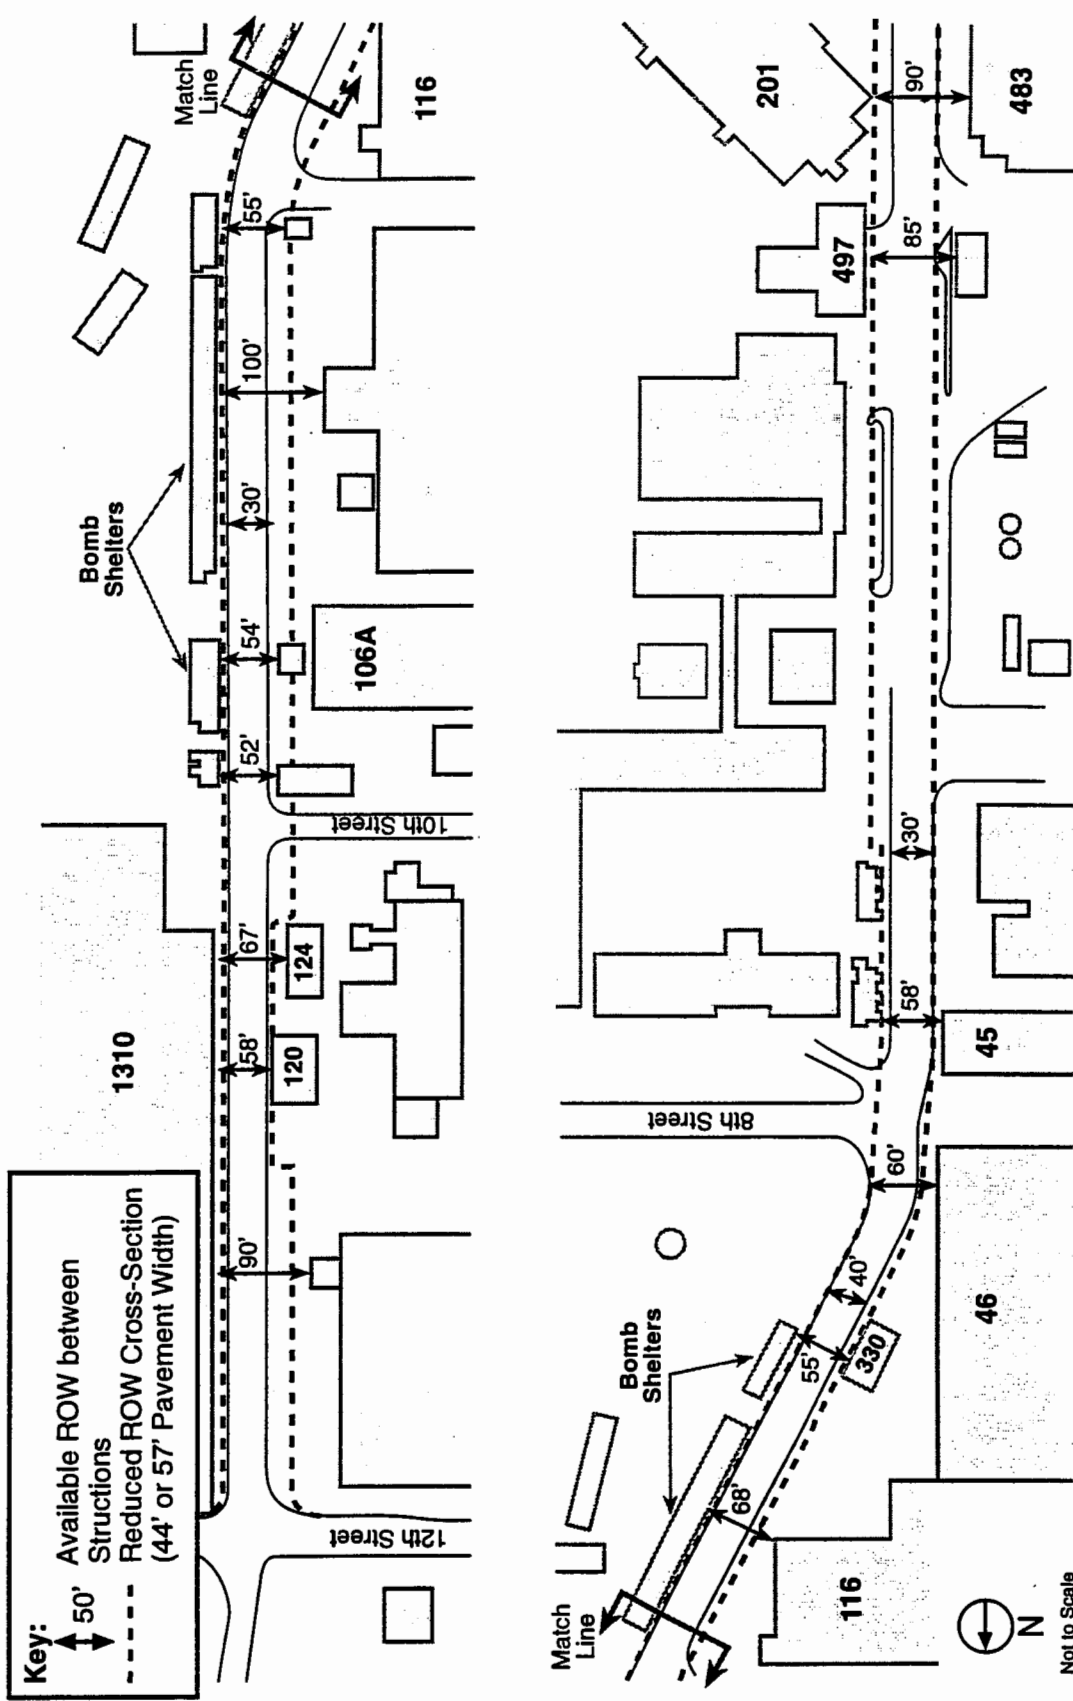 Key:
50' Available ROW between
Structions
Reduced ROW Cross-Section
(44' or 57' Pavement Width)
1310
Bomb
Shelters
Match
Line
90'
58'
67'
52'
54'
30'
100'
55'
120
124
106A
116
12th Street
10th Street
Match
Line
Bomb
Shelters
201
497
8th Street
68'
55'
40'
60'
58'
30'
85'
90'
330
116
46
45
483
N
Not to Scale